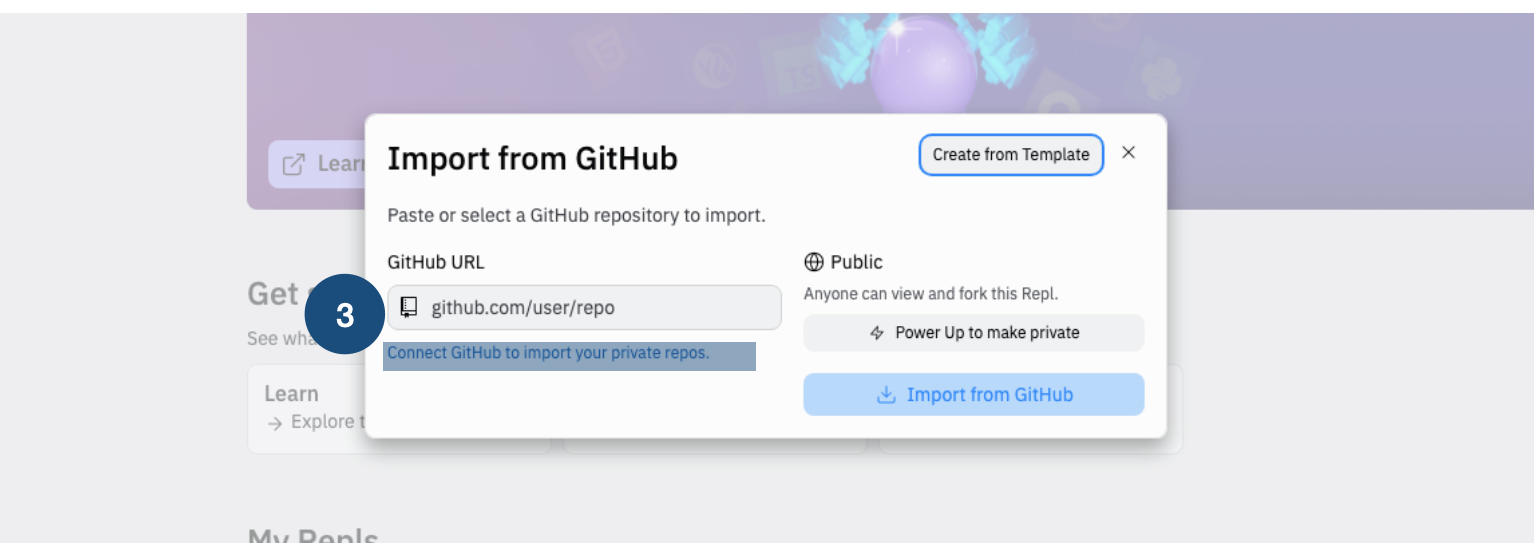 TS
Learn
Import from GitHub
Create from Template
Paste or select a GitHub repository to import.
GitHub URL
Public
github.com/user/repo
Anyone can view and fork this Repl.
Power Up to make private
Connect GitHub to import your private repos.
Import from GitHub
3
Get
See wha
Learn
→ Explore t
My Repls